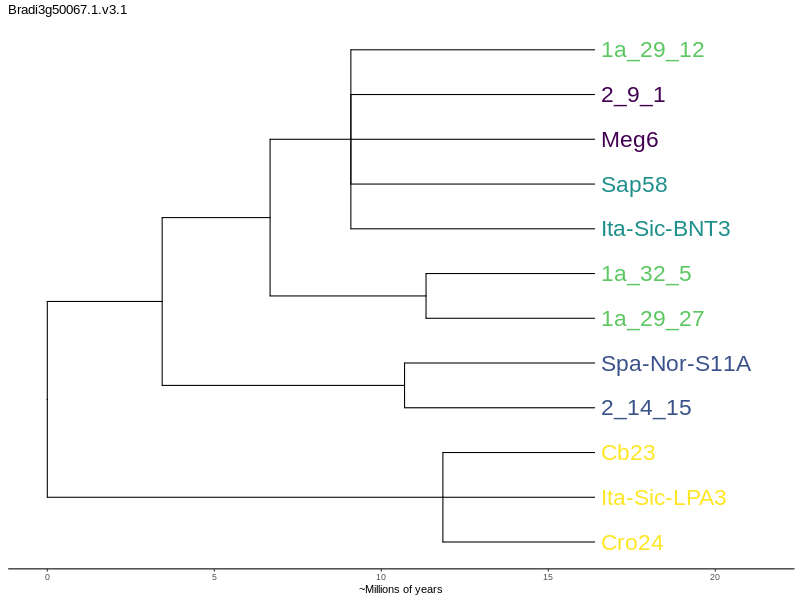 Bradi3g50067.1.v3.1
1a_29_12
2_9_1
Meg6
Sap58
Ita-Sic-BNT3
1a_32_5
1a_29_27
Spa-Nor-S11A
2_14_15
Cb23
Ita-Sic-LPA3
Cro24
0 5 10 15 20
~Millions of years